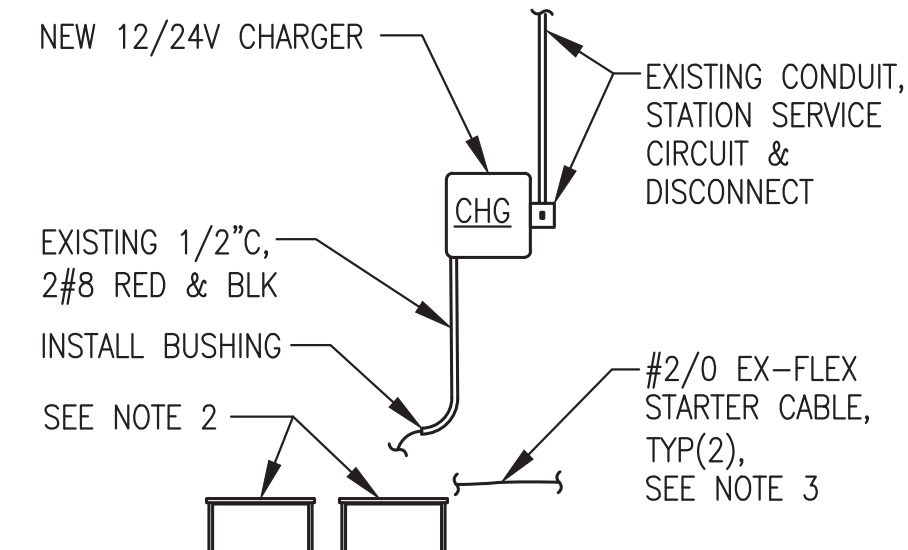 NEW 12/24V CHARGER
EXISTING CONDUIT,
STATION SERVICE
CIRCUIT &
DISCONNECT
CHG
EXISTING 1/2"C,
2#8 RED & BLK
INSTALL BUSHING
SEE NOTE 2
#2/0 EX-FLEX
STARTER CABLE,
TYP(2),
SEE NOTE 3